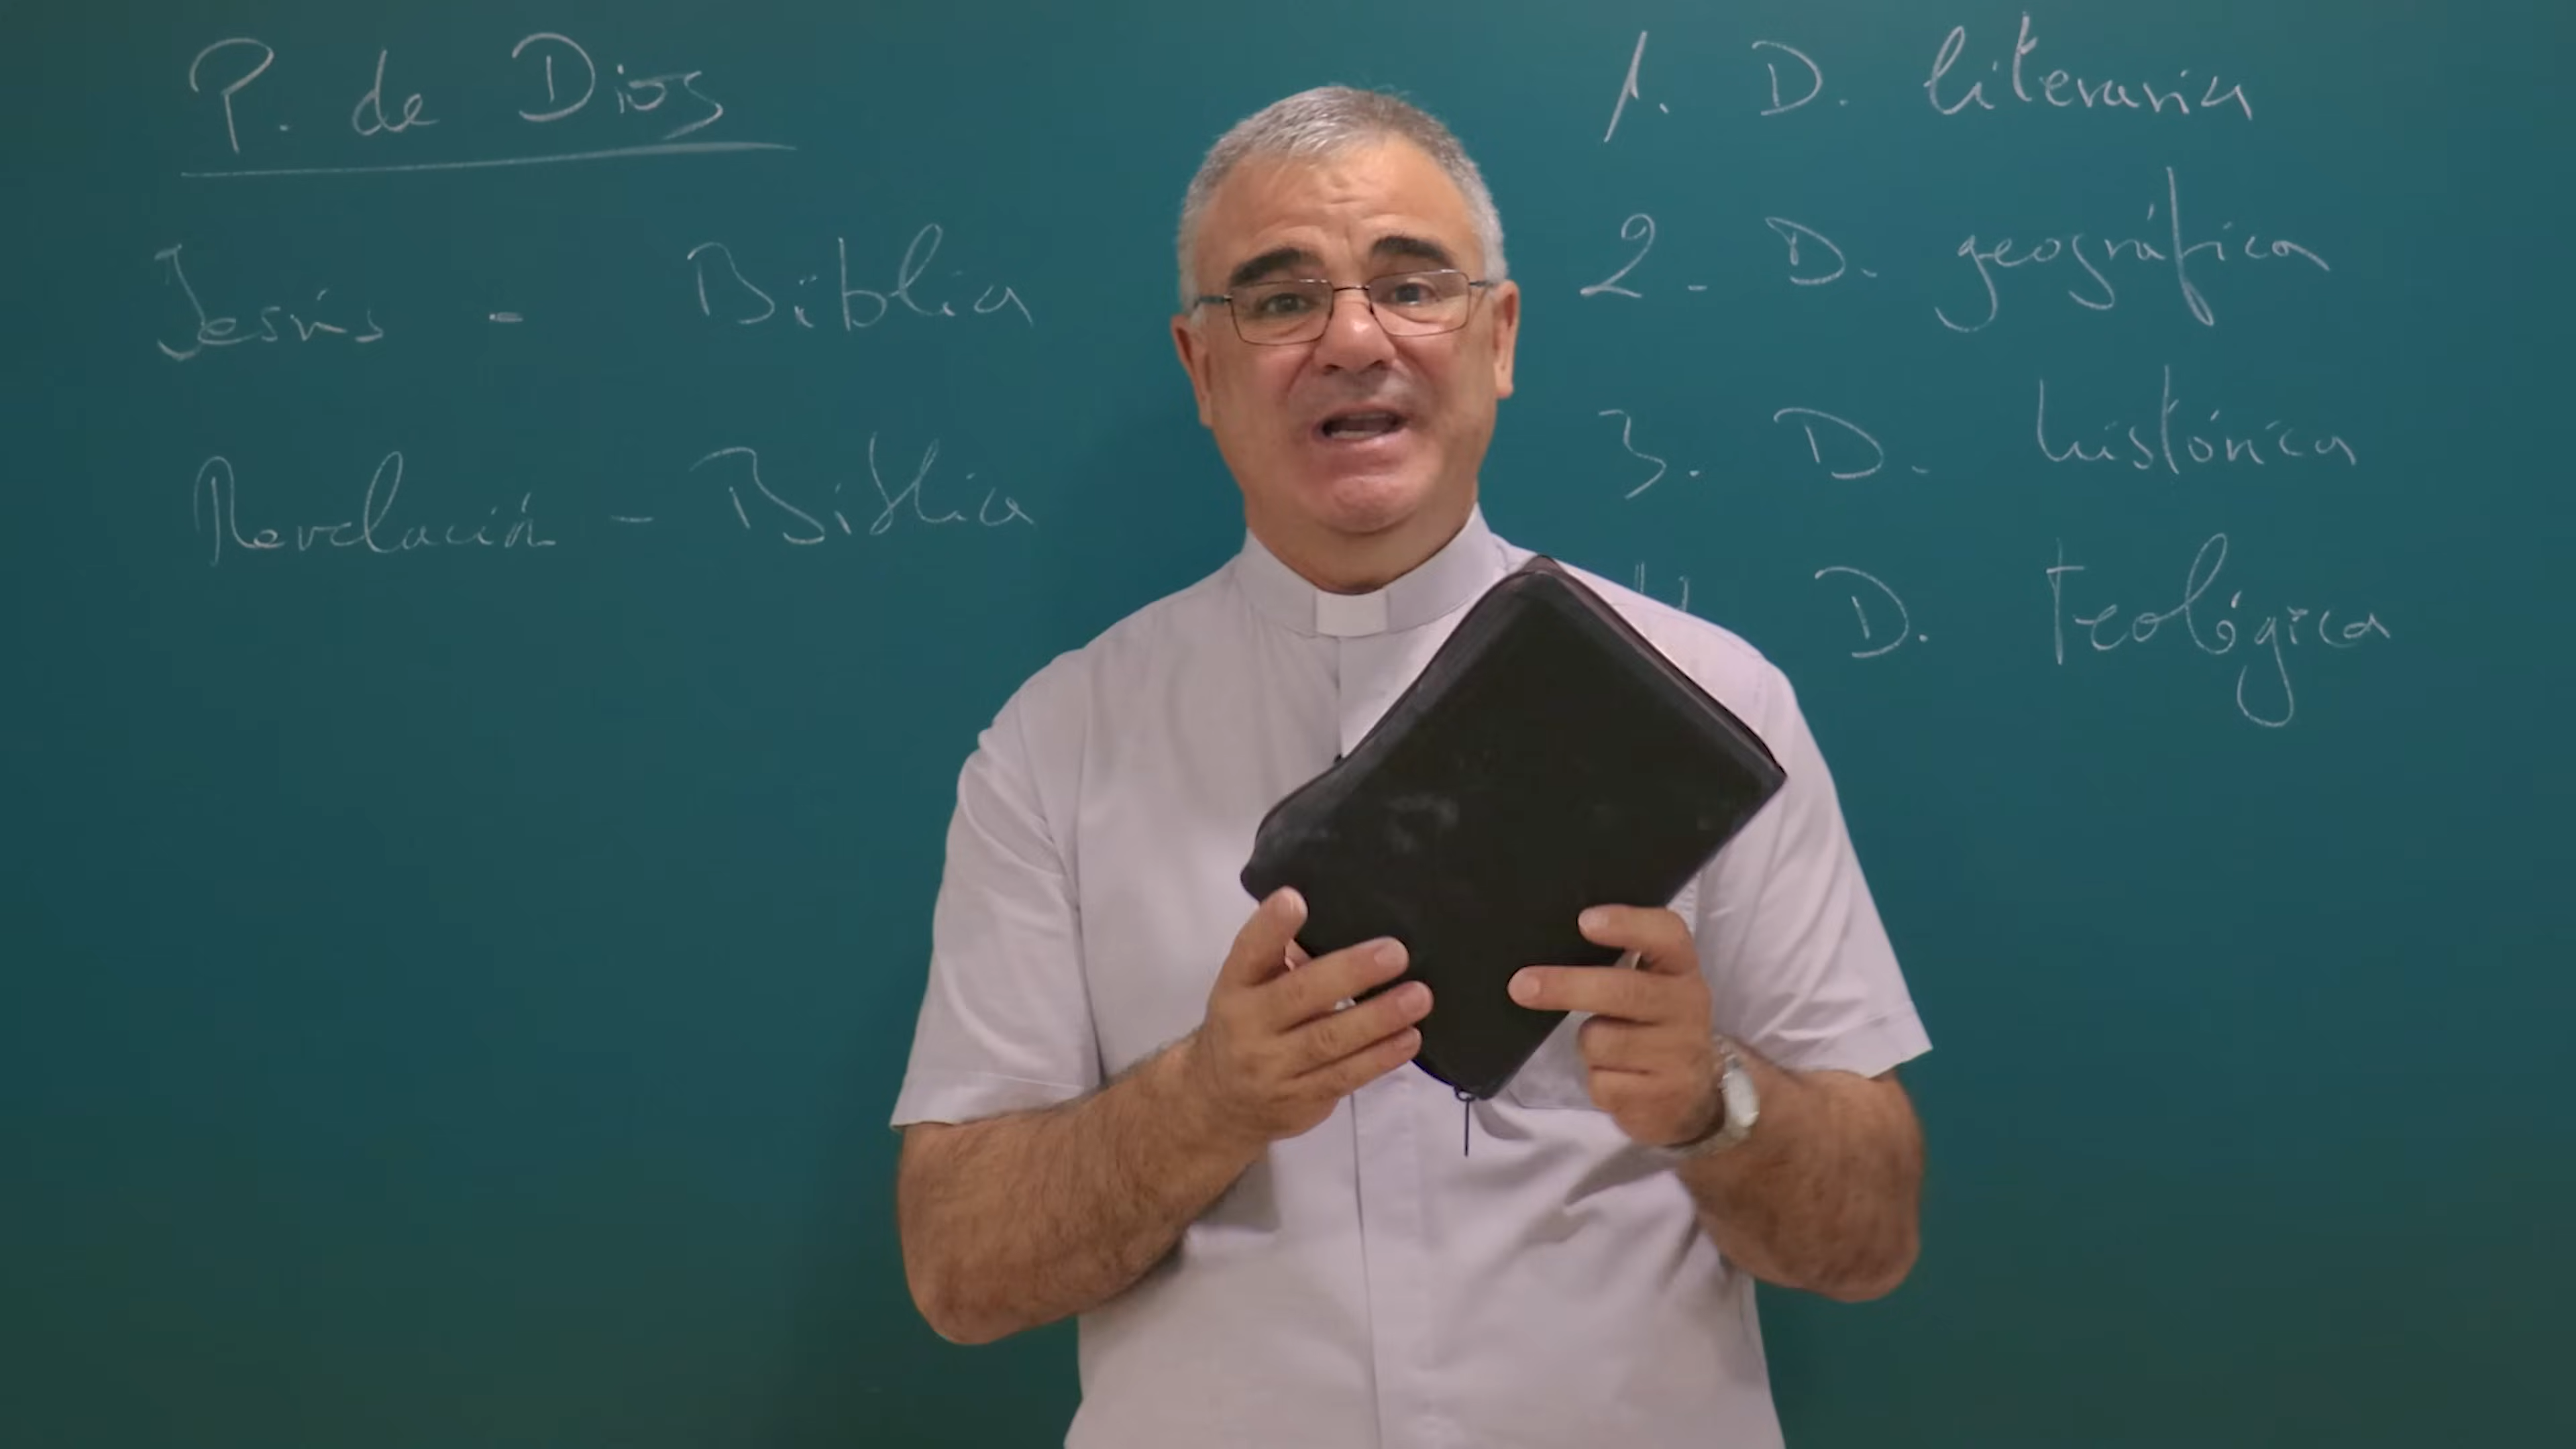 P. de Dios
Jesús - Biblia
Revelación - Biblia
1. D. literaria
2- D. geográfica
3. D. histórica
D. Teológica